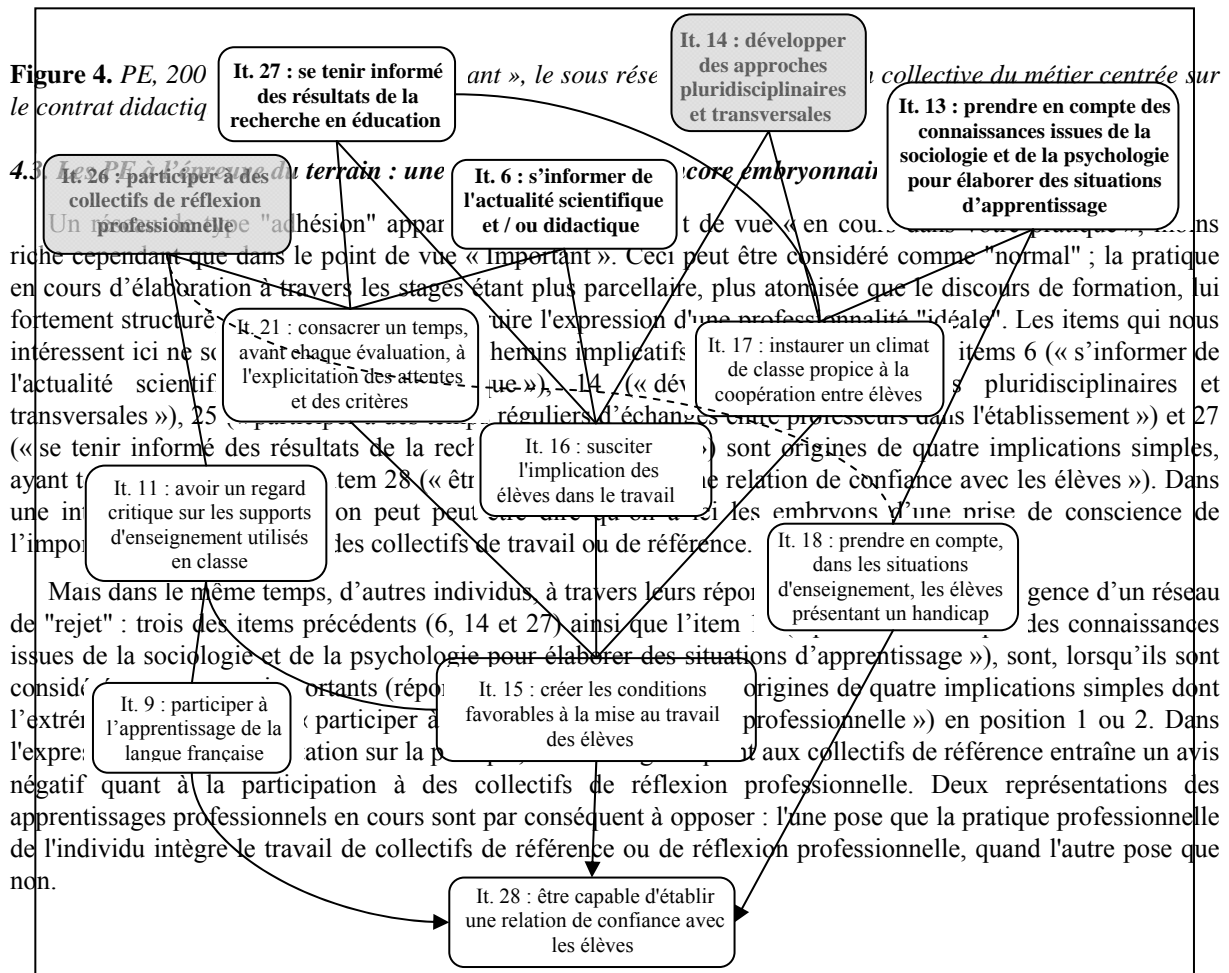 Figure 4. PE, 200 ant », le sous rése n collective du métier centrée sur
le contrat didactiq
4.3. Les PE à l'épreuve du terrain : une core embryonnai
Un réseau de type "adhésion" appar t de vue « en cours dans votre pratique », moins
riche cependant que dans le point de vue « Important ». Ceci peut être considéré comme "normal" ; la pratique
en cours d'élaboration à travers les stages étant plus parcellaire, plus atomisée que le discours de formation, lui
fortement structuré uire l'expression d'une professionnalité "idéale". Les items qui nous
intéressent ici ne so hemins implicatifs items 6 (« s'informer de
l'actualité scientif que »), 14 (« dév s pluridisciplinaires et
transversales »), 25 réguliers d'échanges entre professeurs dans l'établissement ») et 27
(« se tenir informé des résultats de la rech ») sont origines de quatre implications simples,
ayant t tem 28 (« êtr ne relation de confiance avec les élèves »). Dans
une int on peut peut être dire qu'on a ici les embryons d'une prise de conscience de
l'impor des collectifs de travail ou de référence.
Mais dans le même temps, d'autres individus, à travers leurs répon gence d'un réseau
de "rejet" : trois des items précédents (6, 14 et 27) ainsi que l'item des connaissances
issues de la sociologie et de la psychologie pour élaborer des situations d'apprentissage »), sont, lorsqu'ils sont
considé ortants (répon origines de quatre implications simples dont
l'extré « participer à professionnelle ») en position 1 ou 2. Dans
l'expres ation sur la p aux collectifs de référence entraîne un avis
négatif quant à la participation à des collectifs de réflexion professionnelle. Deux représentations des
apprentissages professionnels en cours sont par conséquent à opposer : l'une pose que la pratique professionnelle
de l'individu intègre le travail de collectifs de référence ou de réflexion professionnelle, quand l'autre pose que
non.
It. 14 : développer
des approches
pluridisciplinaires
et transversales
It. 27 : se tenir informé
des résultats de la
recherche en éducation
It. 13 : prendre en compte des
connaissances issues de la
sociologie et de la psychologie
pour élaborer des situations
d'apprentissage
It. 26 : participer à des
collectifs de réflexion
professionnelle
It. 6 : s'informer de
l'actualité scientifique
et / ou didactique
It. 21 : consacrer un temps,
avant chaque évaluation, à
l'explicitation des attentes
et des critères
It. 17 : instaurer un climat
de classe propice à la
coopération entre élèves
It. 16 : susciter
l'implication des
élèves dans le travail
It. 11 : avoir un regard
critique sur les supports
d'enseignement utilisés
en classe
It. 18 : prendre en compte,
dans les situations
d'enseignement, les élèves
présentant un handicap
It. 15 : créer les conditions
favorables à la mise au travail
des élèves
It. 9 : participer à
l'apprentissage de la
langue française
It. 28 : être capable d'établir
une relation de confiance avec
les élèves